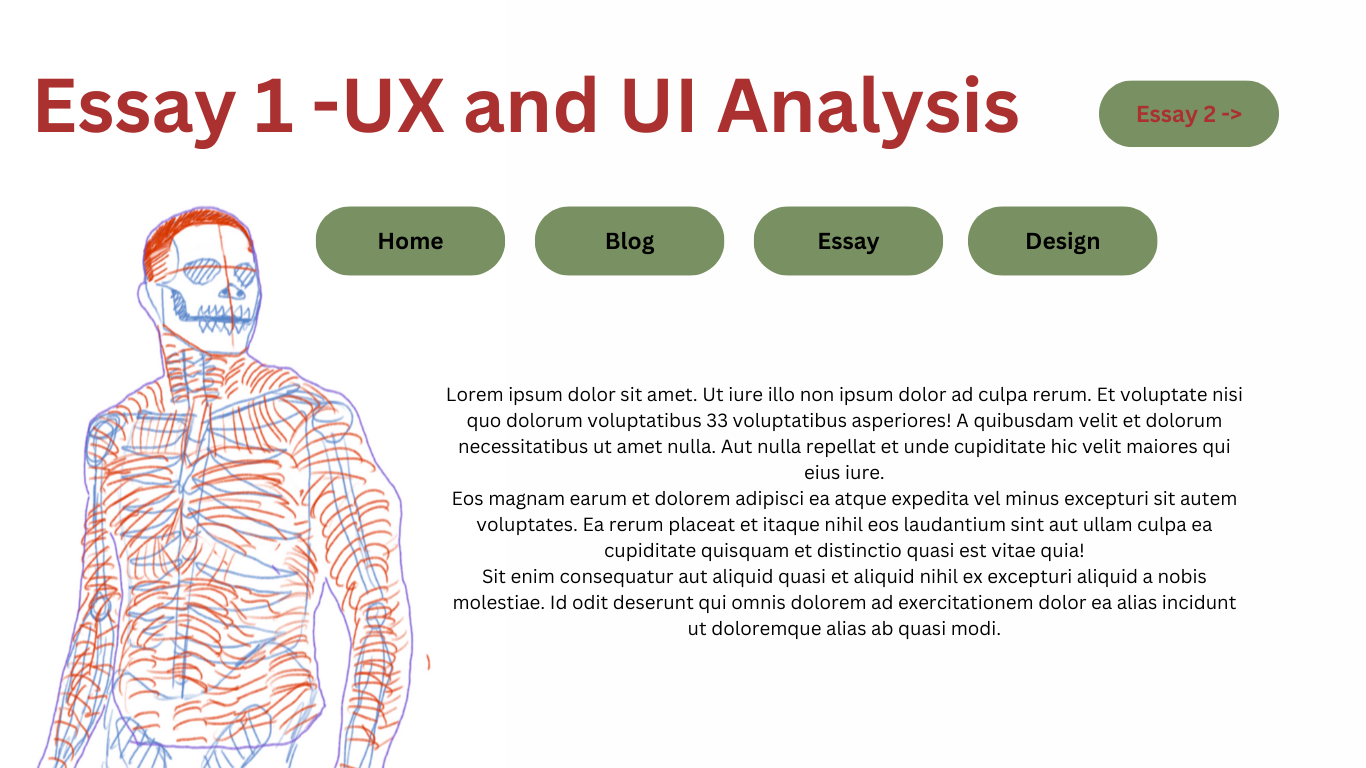 Essay 1 -UX and UI Analysis
Essay 2 ->
Home
Blog
Essay
Design
Lorem ipsum dolor sit amet. Ut iure illo non ipsum dolor ad culpa rerum. Et voluptate nisi
quo dolorum voluptatibus 33 voluptatibus asperiores! A quibusdam velit et dolorum
necessitatibus ut amet nulla. Aut nulla repellat et unde cupiditate hic velit maiores qui
eius iure.
Eos magnam earum et dolorem adipisci ea atque expedita vel minus excepturi sit autem
voluptates. Ea rerum placeat et itaque nihil eos laudantium sint aut ullam culpa ea
cupiditate quisquam et distinctio quasi est vitae quia!
Sit enim consequatur aut aliquid quasi et aliquid nihil ex excepturi aliquid a nobis
molestiae. Id odit deserunt qui omnis dolorem ad exercitationem dolor ea alias incidunt
ut doloremque alias ab quasi modi.